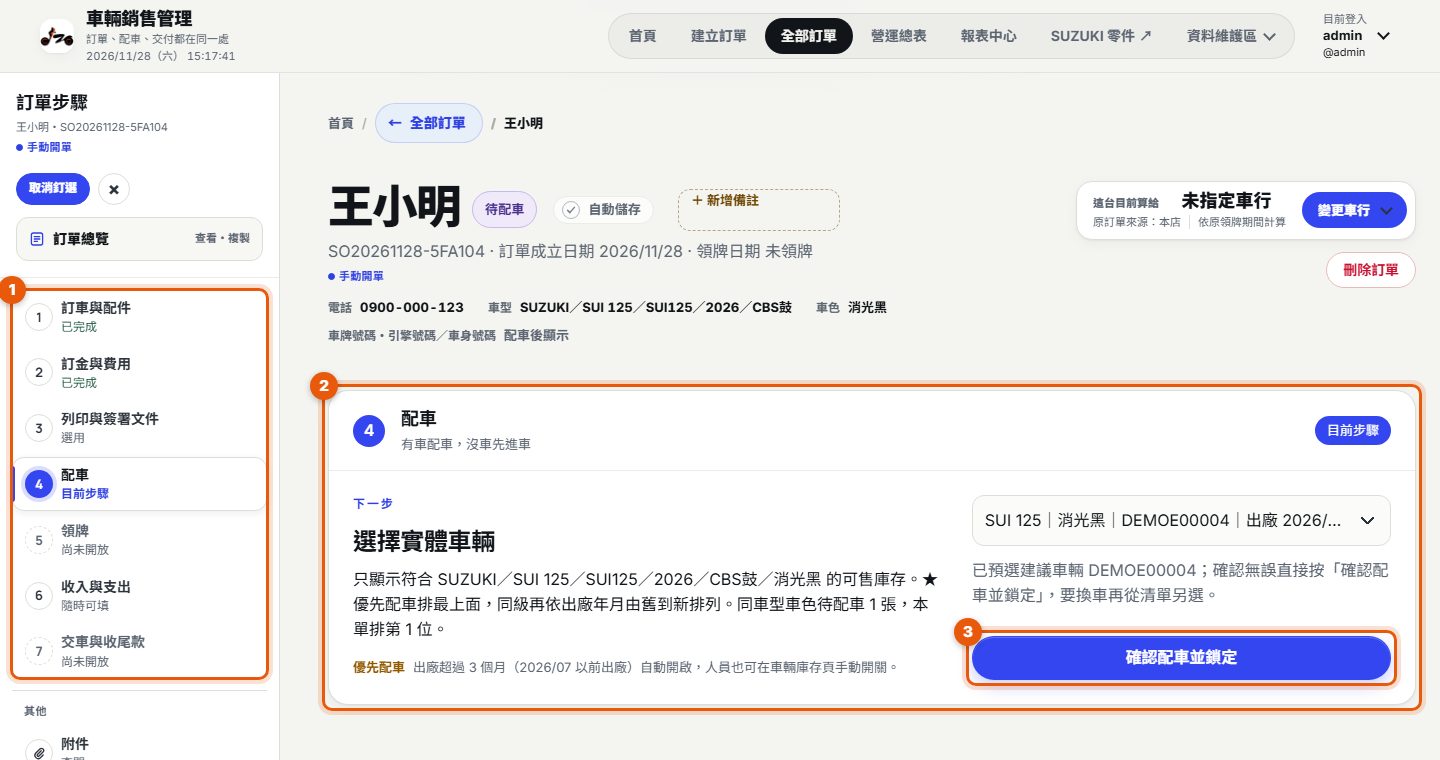 車輛銷售管理
訂單、配車、交付都在同一處
2026/11/28（六） 15:17:41
首頁
建立訂單
全部訂單
營運總表
報表中心
SUZUKI 零件 ↗
資料維護區
目前登入
admin
@admin
訂單步驟
王小明・SO20261128-5FA104
手動開單
取消釘選
×
訂單總覽
查看・複製
1
1 訂車與配件
已完成
2 訂金與費用
已完成
3 列印與簽署文件
選用
4 配車
目前步驟
5 領牌
尚未開放
6 收入與支出
隨時可填
7 交車與收尾款
尚未開放
其他
附件
首頁 / ← 全部訂單 / 王小明
王小明
待配車
自動儲存
＋新增備註
這台目前算給 未指定車行
原訂單來源：本店 依原領牌期間計算
變更車行
刪除訂單
SO20261128-5FA104 · 訂單成立日期 2026/11/28 · 領牌日期 未領牌
手動開單
電話 0900-000-123 車型 SUZUKI／SUI 125／SUI125／2026／CBS鼓 車色 消光黑
車牌號碼・引擎號碼／車身號碼 配車後顯示
2
4 配車
有車配車，沒車先進車
目前步驟
下一步
選擇實體車輛
只顯示符合 SUZUKI／SUI 125／SUI125／2026／CBS鼓／消光黑 的可售庫存。★
優先配車排最上面，同級再依出廠年月由舊到新排列。同車型車色待配車 1 張，本
單排第 1 位。
優先配車 出廠超過 3 個月（2026/07 以前出廠）自動開啟，人員也可在車輛庫存頁手動開關。
SUI 125｜消光黑｜DEMOE00004｜出廠 2026/...
已預選建議車輛 DEMOE00004；確認無誤直接按「確認配
車並鎖定」，要換車再從清單另選。
3
確認配車並鎖定